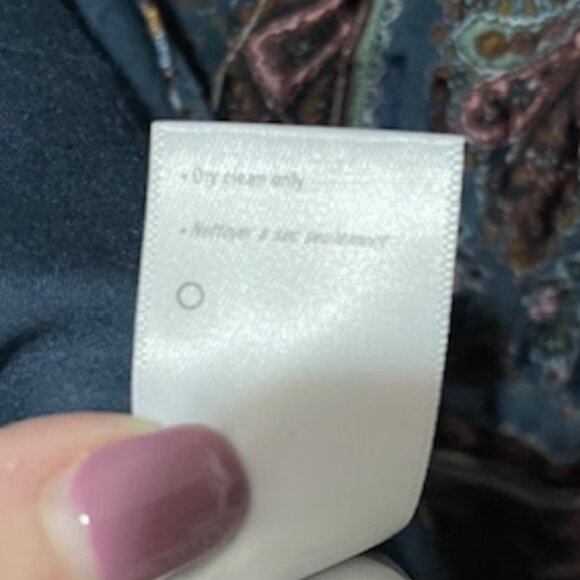 • Dry clean only
• Nettoyer à sec seulement